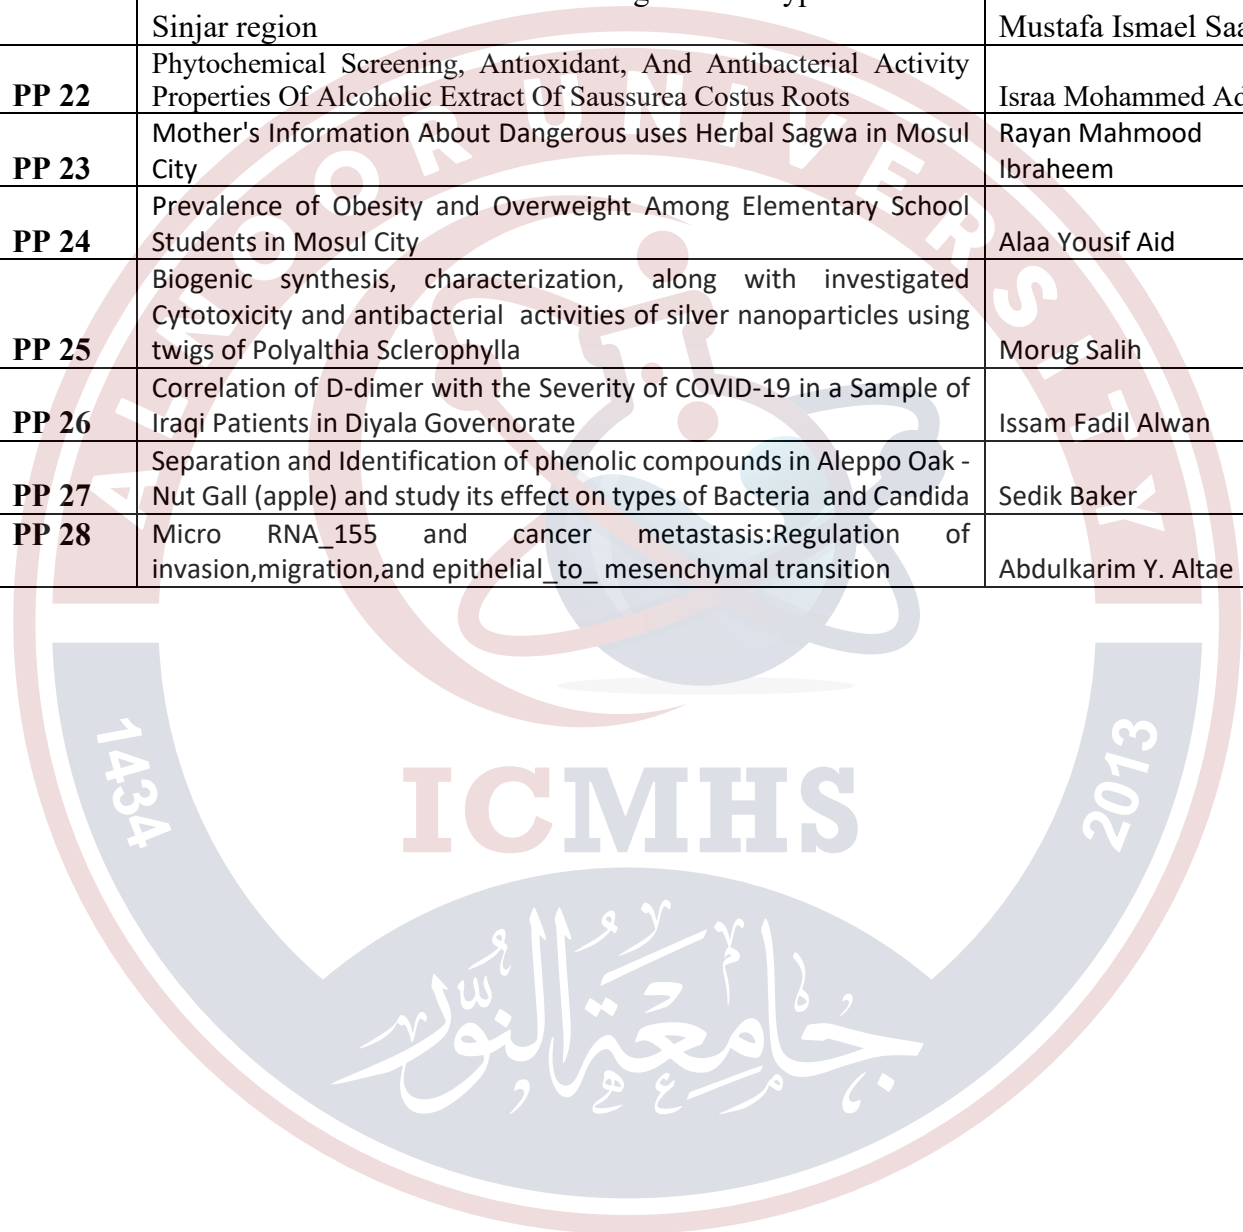 Sinjar region
Mustafa Ismael
PP 22
Phytochemical Screening, Antioxidant, And Antibacterial Activity
Properties Of Alcoholic Extract Of Saussurea Costus Roots
Israa Mohammed
PP 23
Mother's Information About Dangerous uses Herbal Sagwa in Mosul
City
Rayan Mahmood
Ibraheem
PP 24
Prevalence of Obesity and Overweight Among Elementary School
Students in Mosul City
Alaa Yousif Aid
PP 25
Biogenic synthesis, characterization, along with investigated
Cytotoxicity and antibacterial activities of silver nanoparticles using
twigs of Polyalthia Sclerophylla
Morug Salih
PP 26
Correlation of D-dimer with the Severity of COVID-19 in a Sample of
Iraqi Patients in Diyala Governorate
Issam Fadil Alwan
PP 27
Separation and Identification of phenolic compounds in Aleppo Oak -
Nut Gall (apple) and study its effect on types of Bacteria and Candida
Sedik Baker
PP 28
Micro RNA_155 and cancer metastasis:Regulation of
invasion,migration,and epithelial_to_ mesenchymal transition
Abdulkarim Y. Altae
ALNOOR UNIVERSITY
1434
2013
ICMHS
جامعة النور